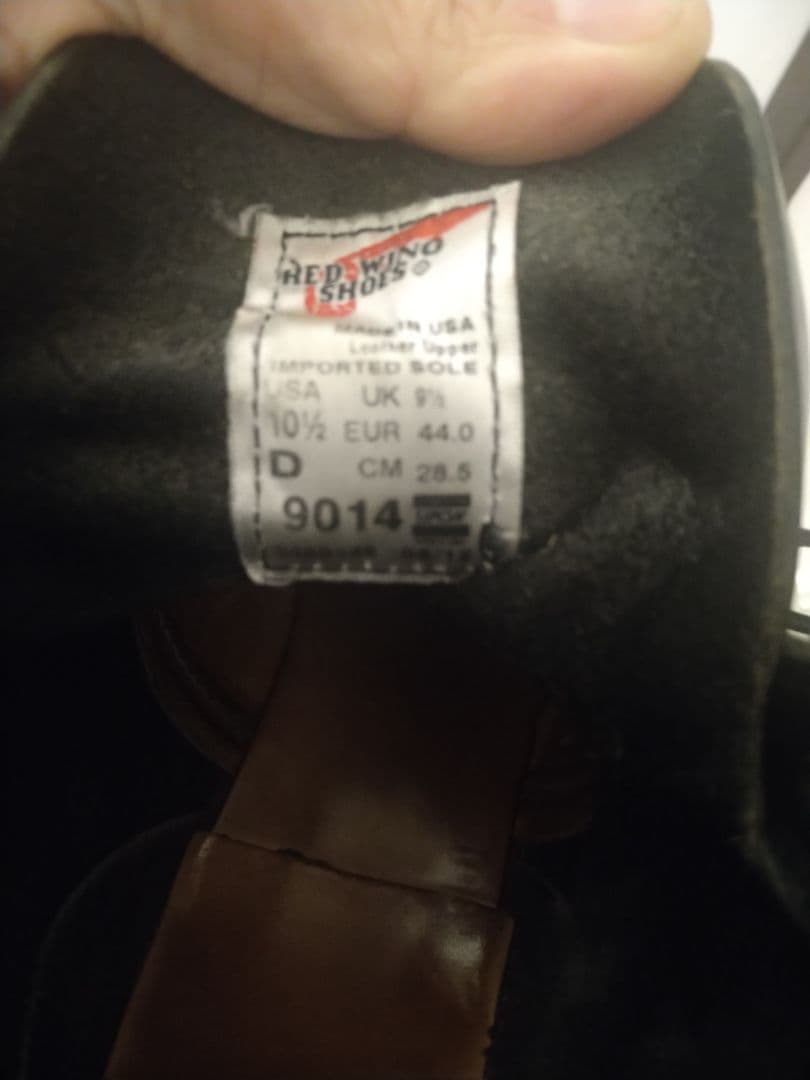 RED WING
SHOES®
MADE IN USA
Leather Upper
IMPORTED SOLE
USA UK 9½
10½ EUR 44.0
D CM 28.5
9014